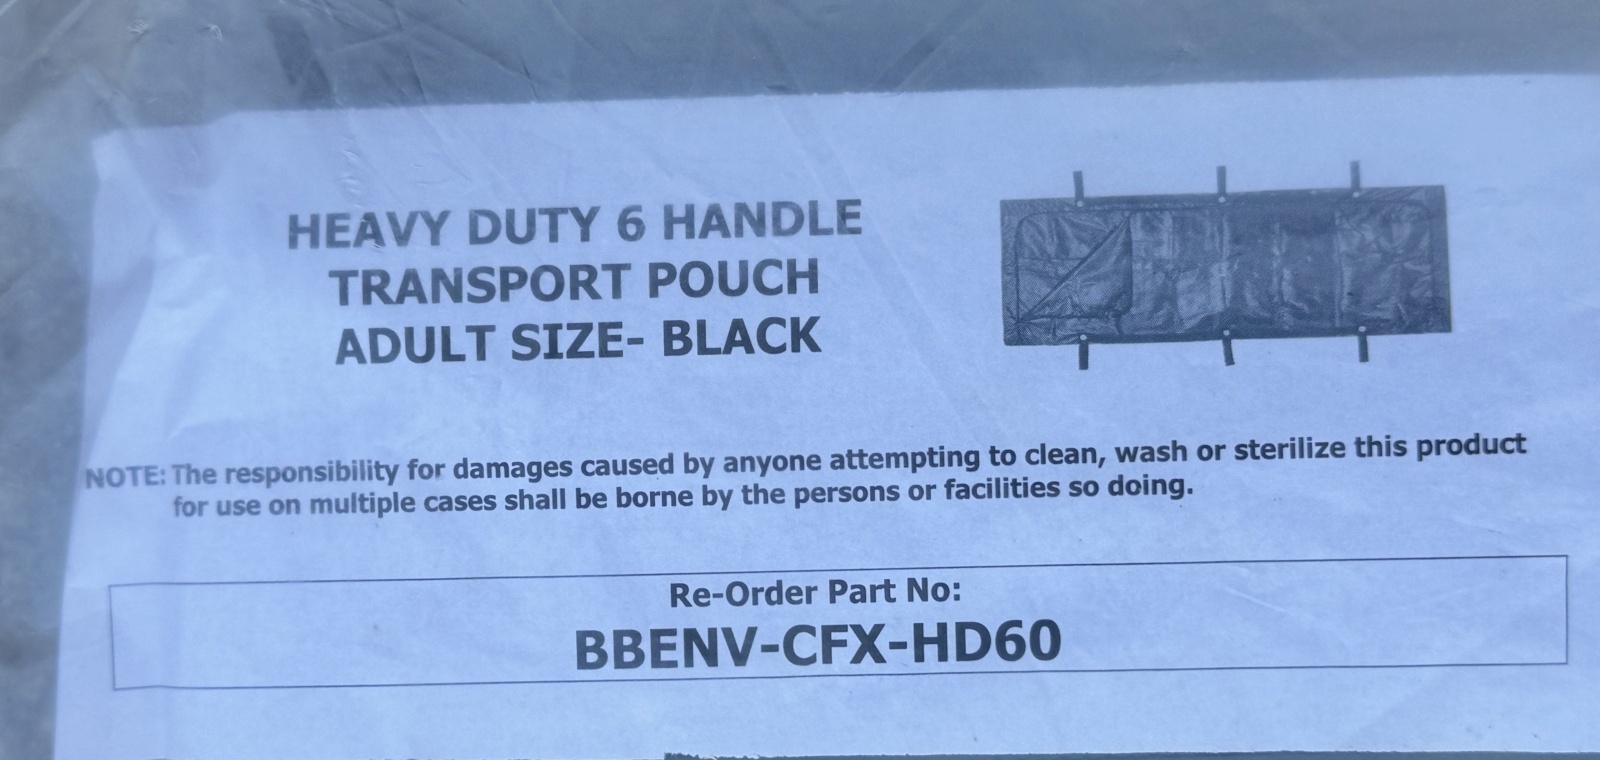 HEAVY DUTY 6 HANDLE
TRANSPORT POUCH
ADULT SIZE- BLACK
NOTE: The responsibility for damages caused by anyone attempting to clean, wash or sterilize this product
for use on multiple cases shall be borne by the persons or facilities so doing.
Re-Order Part No:
BBENV-CFX-HD60